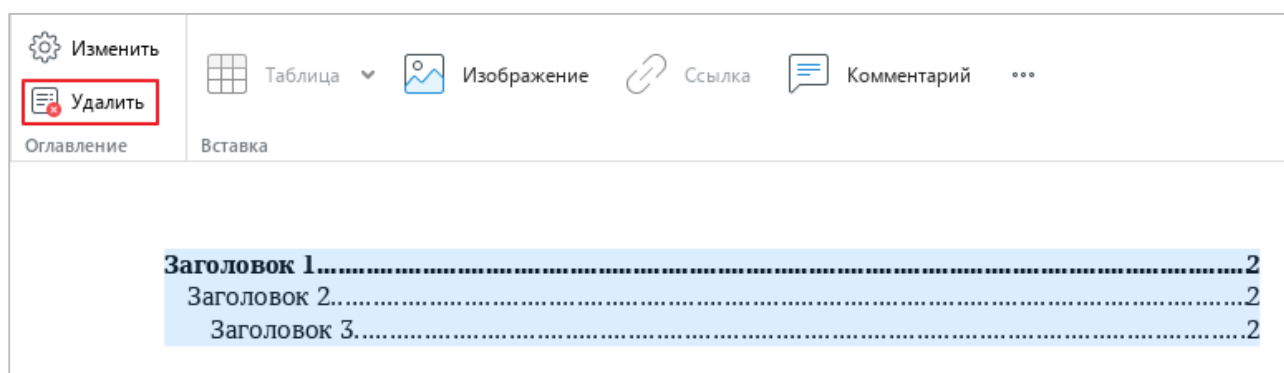 Изменить
Удалить
Оглавление
Таблица
Изображение
Ссылка
Комментарий
Вставка
Заголовок 1........................................................................................................2
Заголовок 2........................................................................................................2
Заголовок 3........................................................................................................2